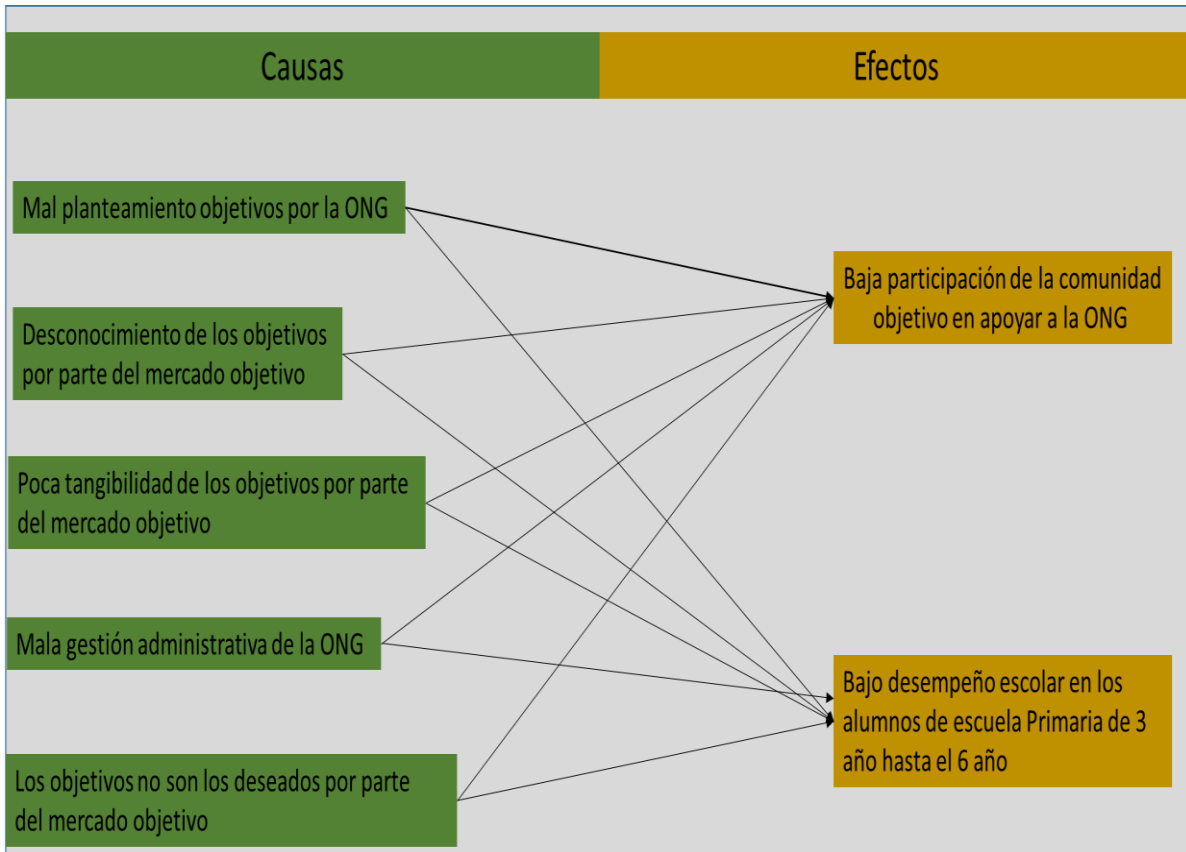 Causas
Efectos
Mal planteamiento objetivos por la ONG
Desconocimiento de los objetivos
por parte del mercado objetivo
Poca tangibilidad de los objetivos por parte
del mercado objetivo
Mala gestión administrativa de la ONG
Los objetivos no son los deseados por parte
del mercado objetivo
Baja participación de la comunidad
objetivo en apoyar a la ONG
Bajo desempeño escolar en los
alumnos de escuela Primaria de 3
año hasta el 6 año